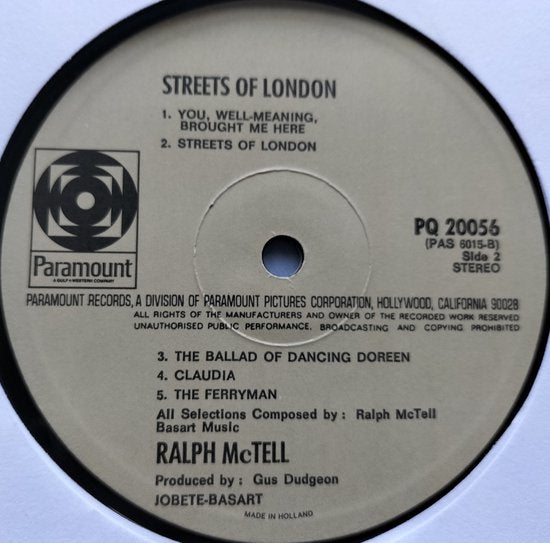 STREETS OF LONDON
1. YOU, WELL-MEANING,
BROUGHT ME HERE
2. STREETS OF LONDON
Paramount
A GULF+WESTERN COMPANY
PQ 20056
(PAS 6015-B)
Side 2
STEREO
PARAMOUNT RECORDS, A DIVISION OF PARAMOUNT PICTURES CORPORATION, HOLLYWOOD, CALIFORNIA 90028
ALL RIGHTS OF THE MANUFACTURERS AND OWNER OF THE RECORDED WORK RESERVED
UNAUTHORISED PUBLIC PERFORMANCE, BROADCASTING AND COPYING PROHIBITED
3. THE BALLAD OF DANCING DOREEN
4. CLAUDIA
5. THE FERRYMAN
All Selections Composed by: Ralph McTell
Basart Music
RALPH McTELL
Produced by: Gus Dudgeon
JOBETE-BASART
MADE IN HOLLAND